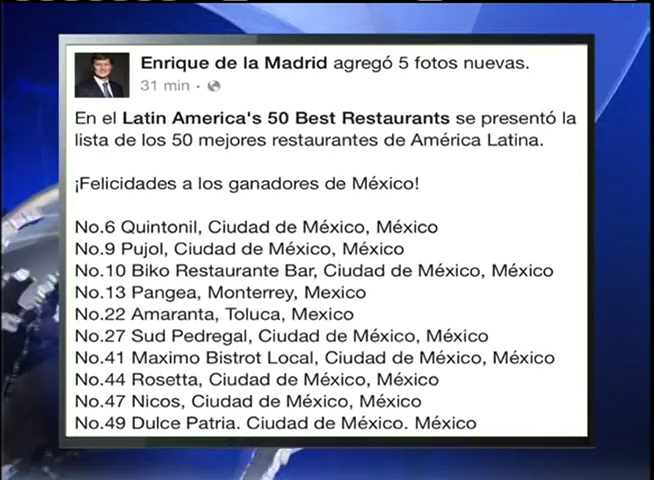 Enrique de la Madrid agregó 5 fotos nuevas.
31 min ·
En el Latin America's 50 Best Restaurants se presentó la
lista de los 50 mejores restaurantes de América Latina.
¡Felicidades a los ganadores de México!
No.6 Quintonil, Ciudad de México, México
No.9 Pujol, Ciudad de México, México
No.10 Biko Restaurante Bar, Ciudad de México, México
No.13 Pangea, Monterrey, Mexico
No.22 Amaranta, Toluca, Mexico
No.27 Sud Pedregal, Ciudad de México, México
No.41 Maximo Bistrot Local, Ciudad de México, México
No.44 Rosetta, Ciudad de México, México
No.47 Nicos, Ciudad de México, México
No.49 Dulce Patria. Ciudad de México. México